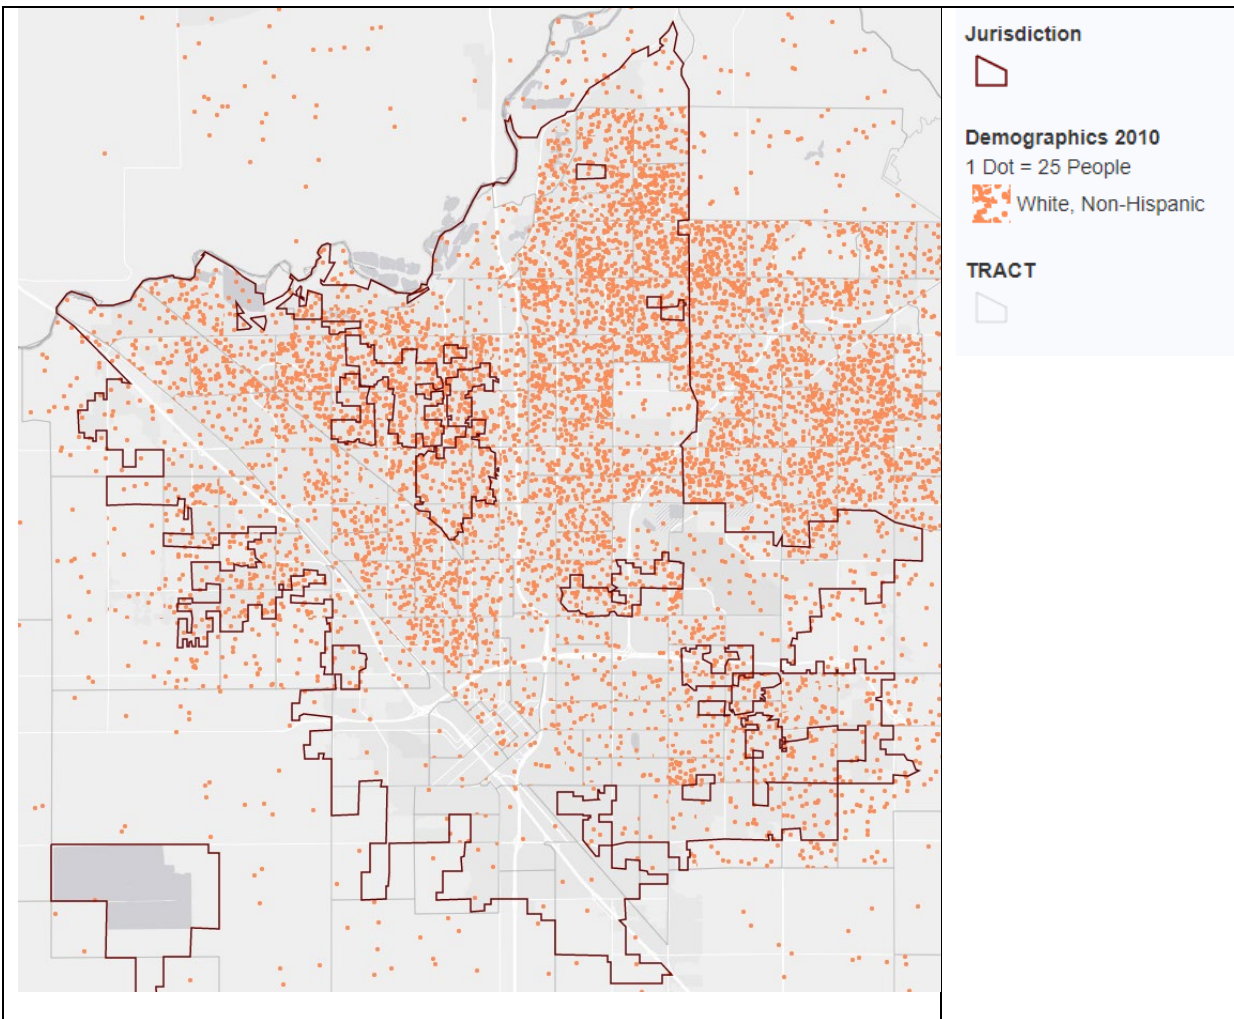 Jurisdiction
Demographics 2010
1 Dot = 25 People
White, Non-Hispanic
TRACT